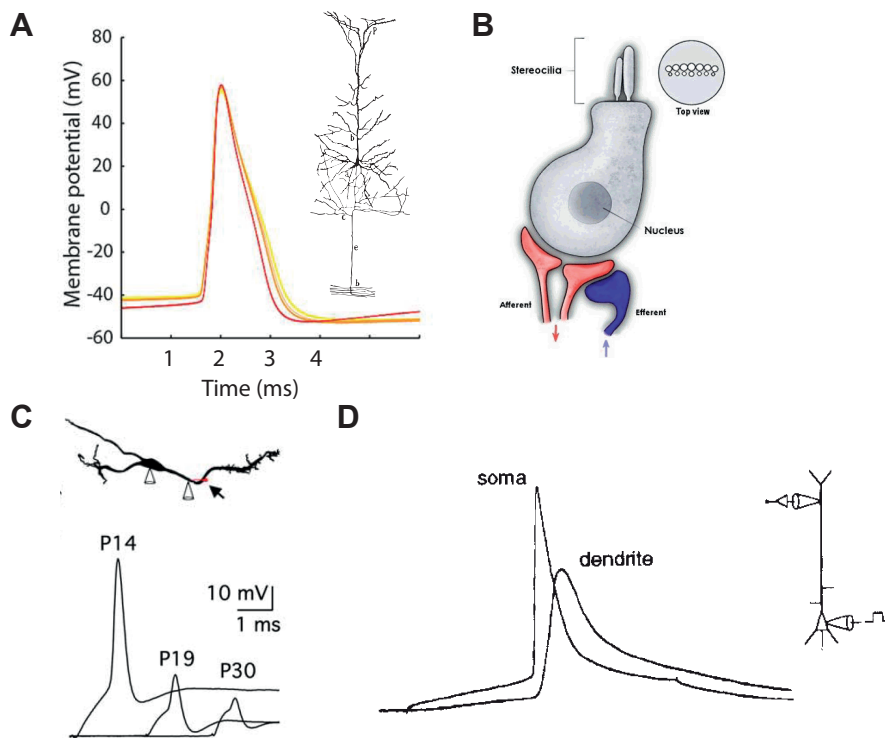 A
Membrane potential (mV)
80
60
40
20
0
-20
-40
-60
1 2 3 4
Time (ms)
p
b
c
e
b
B
Stereocilia
Top view
Nucleus
Afferent
Efferent
C
P14
10 mV
1 ms
P19
P30
D
soma
dendrite